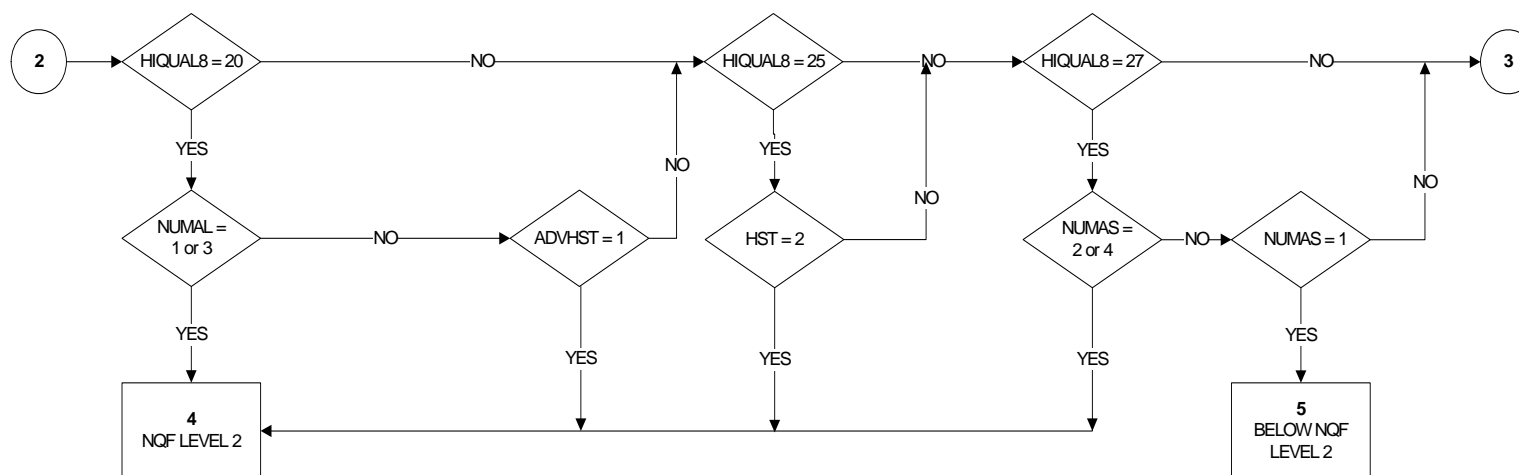 2
HIQUAL8 = 20
NO
HIQUAL8 = 25
NO
HIQUAL8 = 27
NO
3
YES
YES
YES
NO
NO
NO
NUMAL =
1 or 3
NO
ADVHST = 1
HST = 2
NUMAS =
2 or 4
NO
NUMAS = 1
YES
YES
YES
YES
YES
4
NQF LEVEL 2
5
BELOW NQF
LEVEL 2